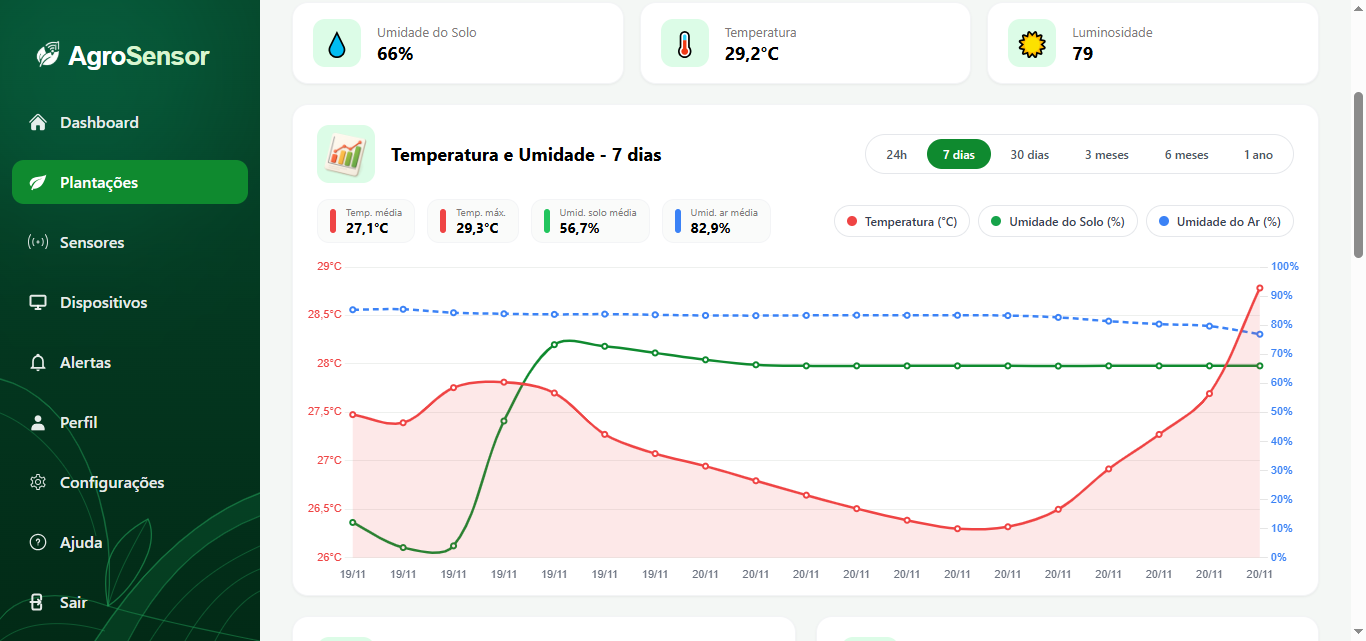 AgroSensor
Dashboard
Plantações
Sensores
Dispositivos
Alertas
Perfil
Configurações
Ajuda
Sair
Umidade do Solo
66%
Temperatura
29,2°C
Luminosidade
79
Temperatura e Umidade - 7 dias
24h 7 dias 30 dias 3 meses 6 meses 1 ano
Temp. média
27,1°C
Temp. máx.
29,3°C
Umid. solo média
56,7%
Umid. ar média
82,9%
Temperatura (°C) Umidade do Solo (%) Umidade do Ar (%)
29°C
28,5°C
28°C
27,5°C
27°C
26,5°C
26°C
100%
90%
80%
70%
60%
50%
40%
30%
20%
10%
0%
19/11 19/11 19/11 19/11 19/11 19/11 19/11 20/11 20/11 20/11 20/11 20/11 20/11 20/11 20/11 20/11 20/11 20/11 20/11